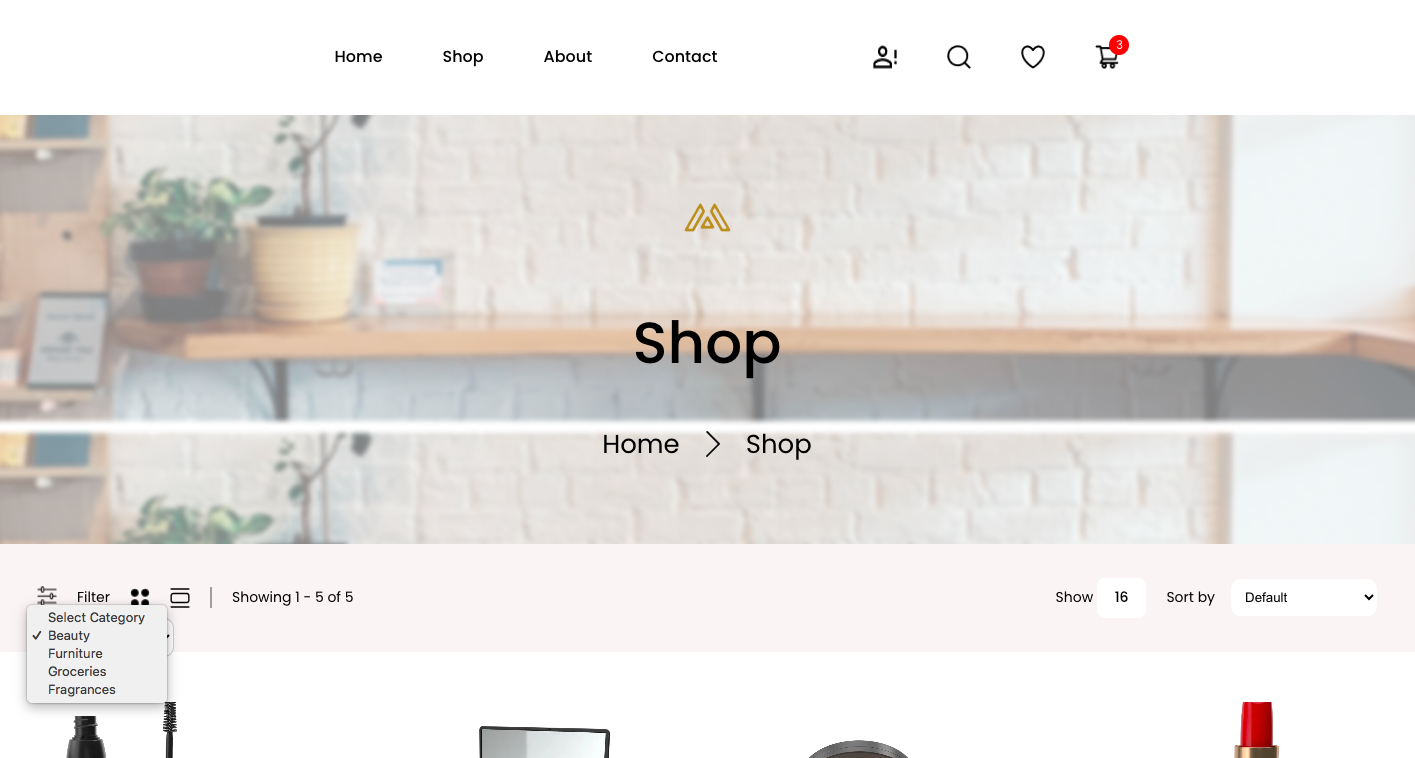 Home Shop About Contact 3
Shop
Home Shop
Filter Showing 1 - 5 of 5 Show 16 Sort by Default
Select Category
✓ Beauty
Furniture
Groceries
Fragrances